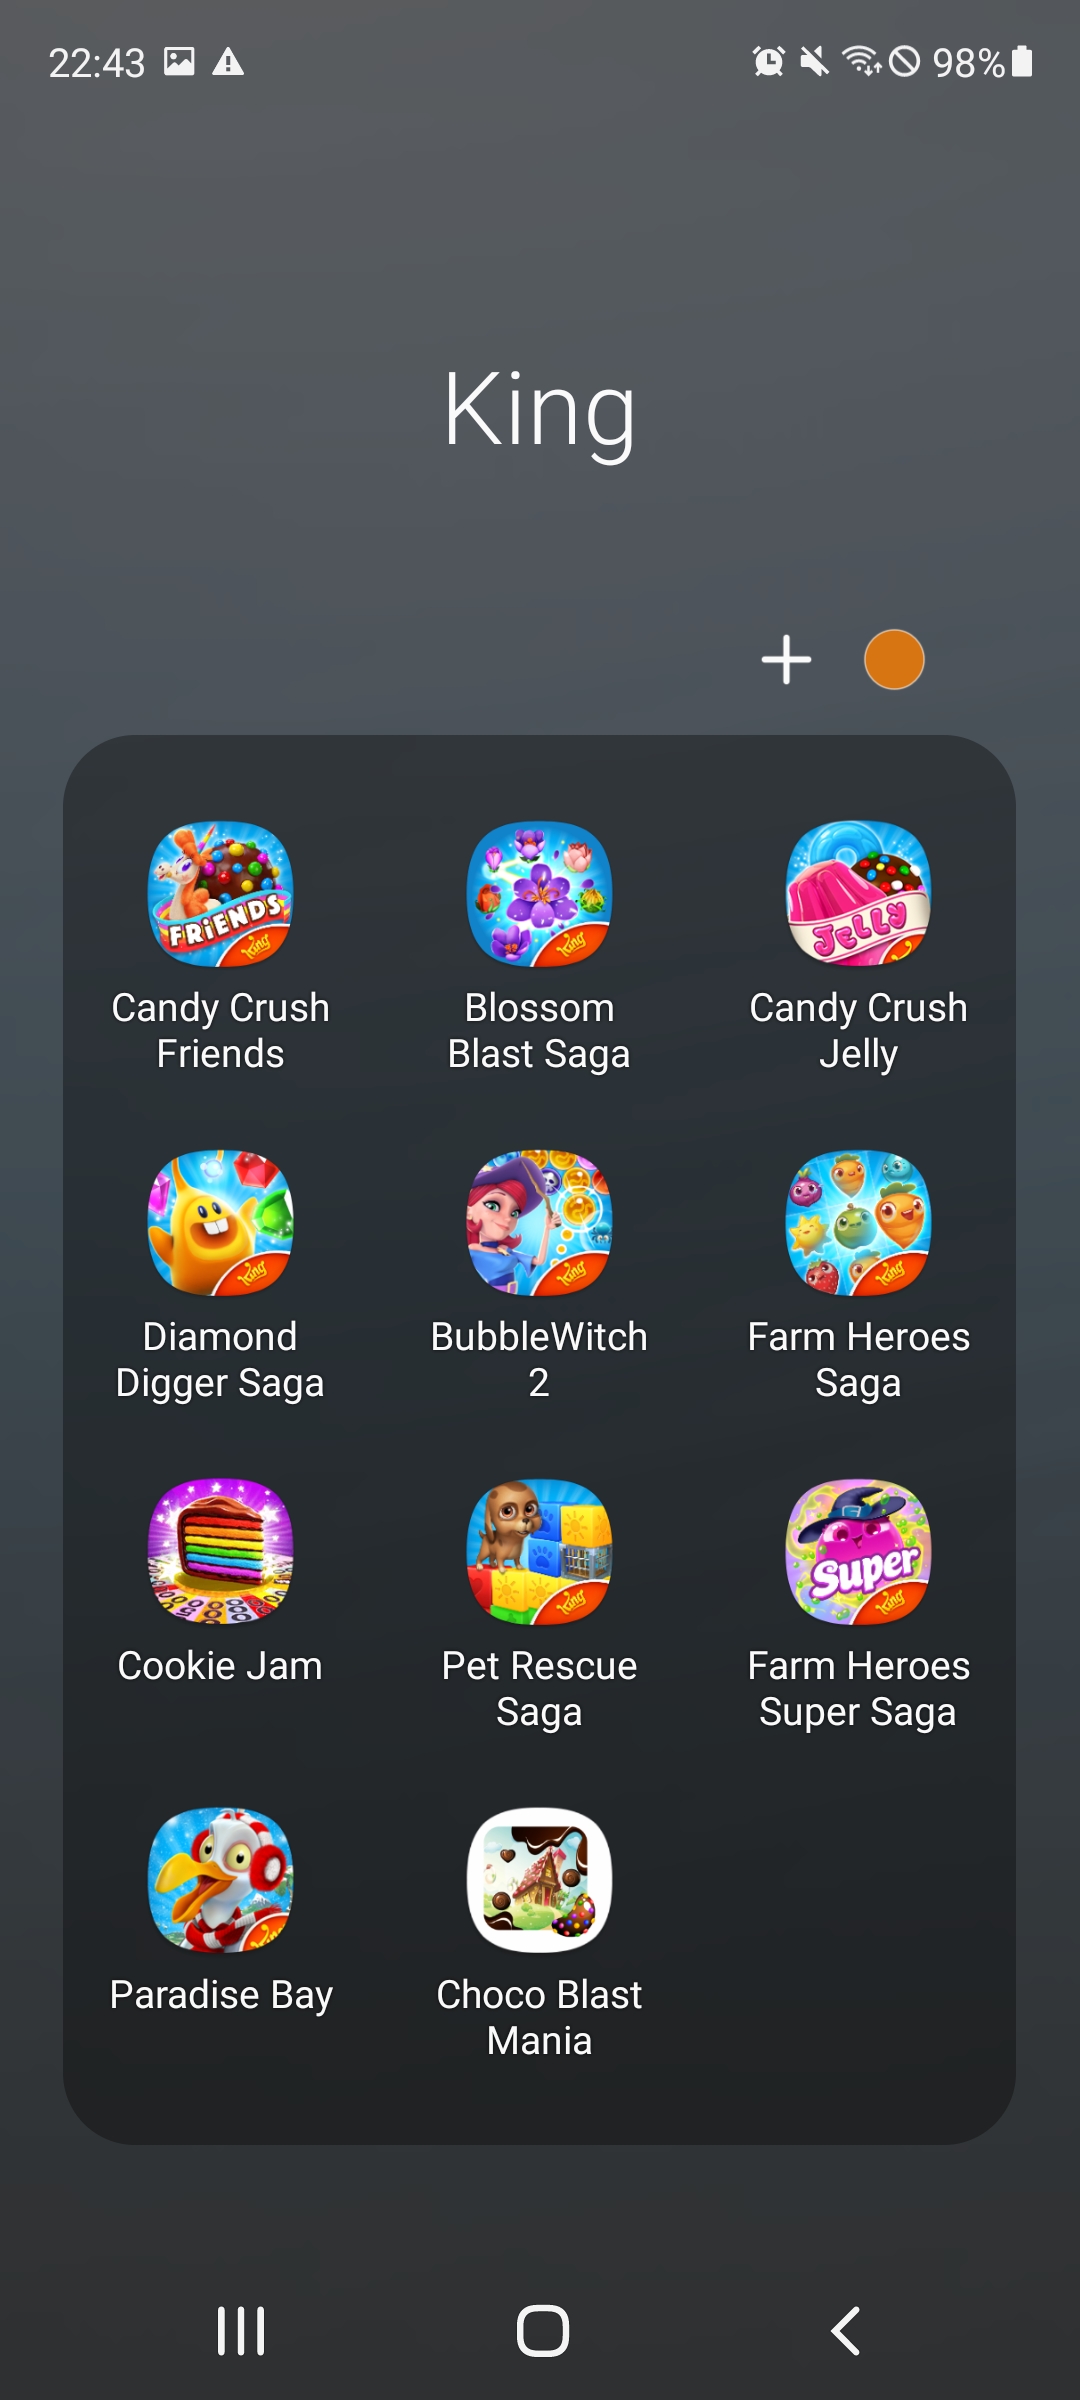 22:43
98%
King
FRiENDS
King
King
JELLY
Candy Crush
Friends
Blossom
Blast Saga
Candy Crush
Jelly
King
King
King
Diamond
Digger Saga
BubbleWitch
2
Farm Heroes
Saga
King
Super
King
Cookie Jam
Pet Rescue
Saga
Farm Heroes
Super Saga
Paradise Bay
Choco Blast
Mania